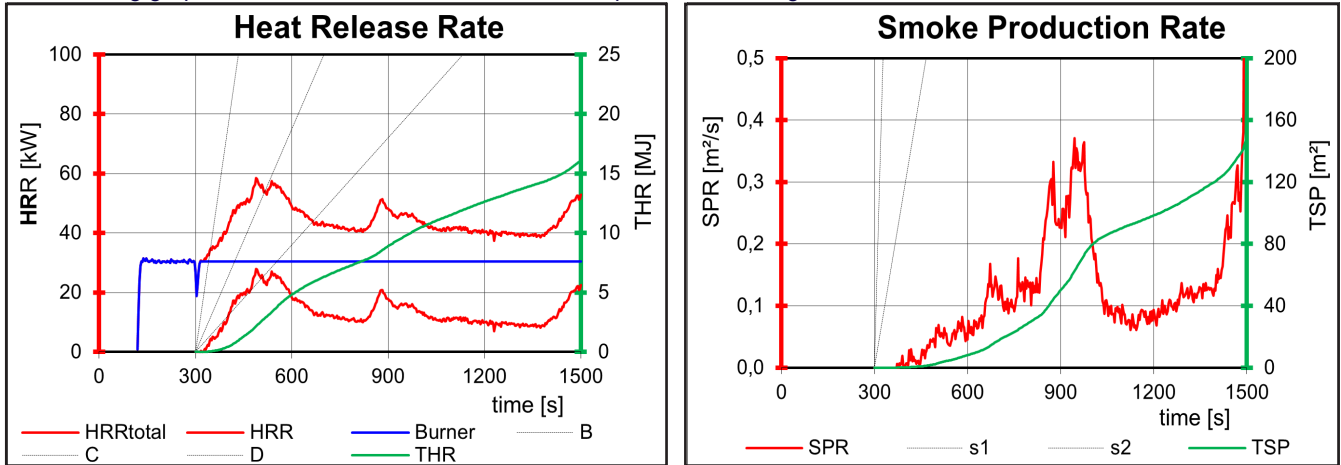 Heat Release Rate
100
80
60
40
20
0
HRR [kW]
25
20
15
10
5
0
THR [MJ]
0 300 600 900 1200 1500
time [s]
HRRtotal HRR Burner B
C D THR
Smoke Production Rate
0,5
0,4
0,3
0,2
0,1
0,0
SPR [m²/s]
200
160
120
80
40
0
TSP [m²]
0 300 600 900 1200 1500
time [s]
SPR s1 s2 TSP